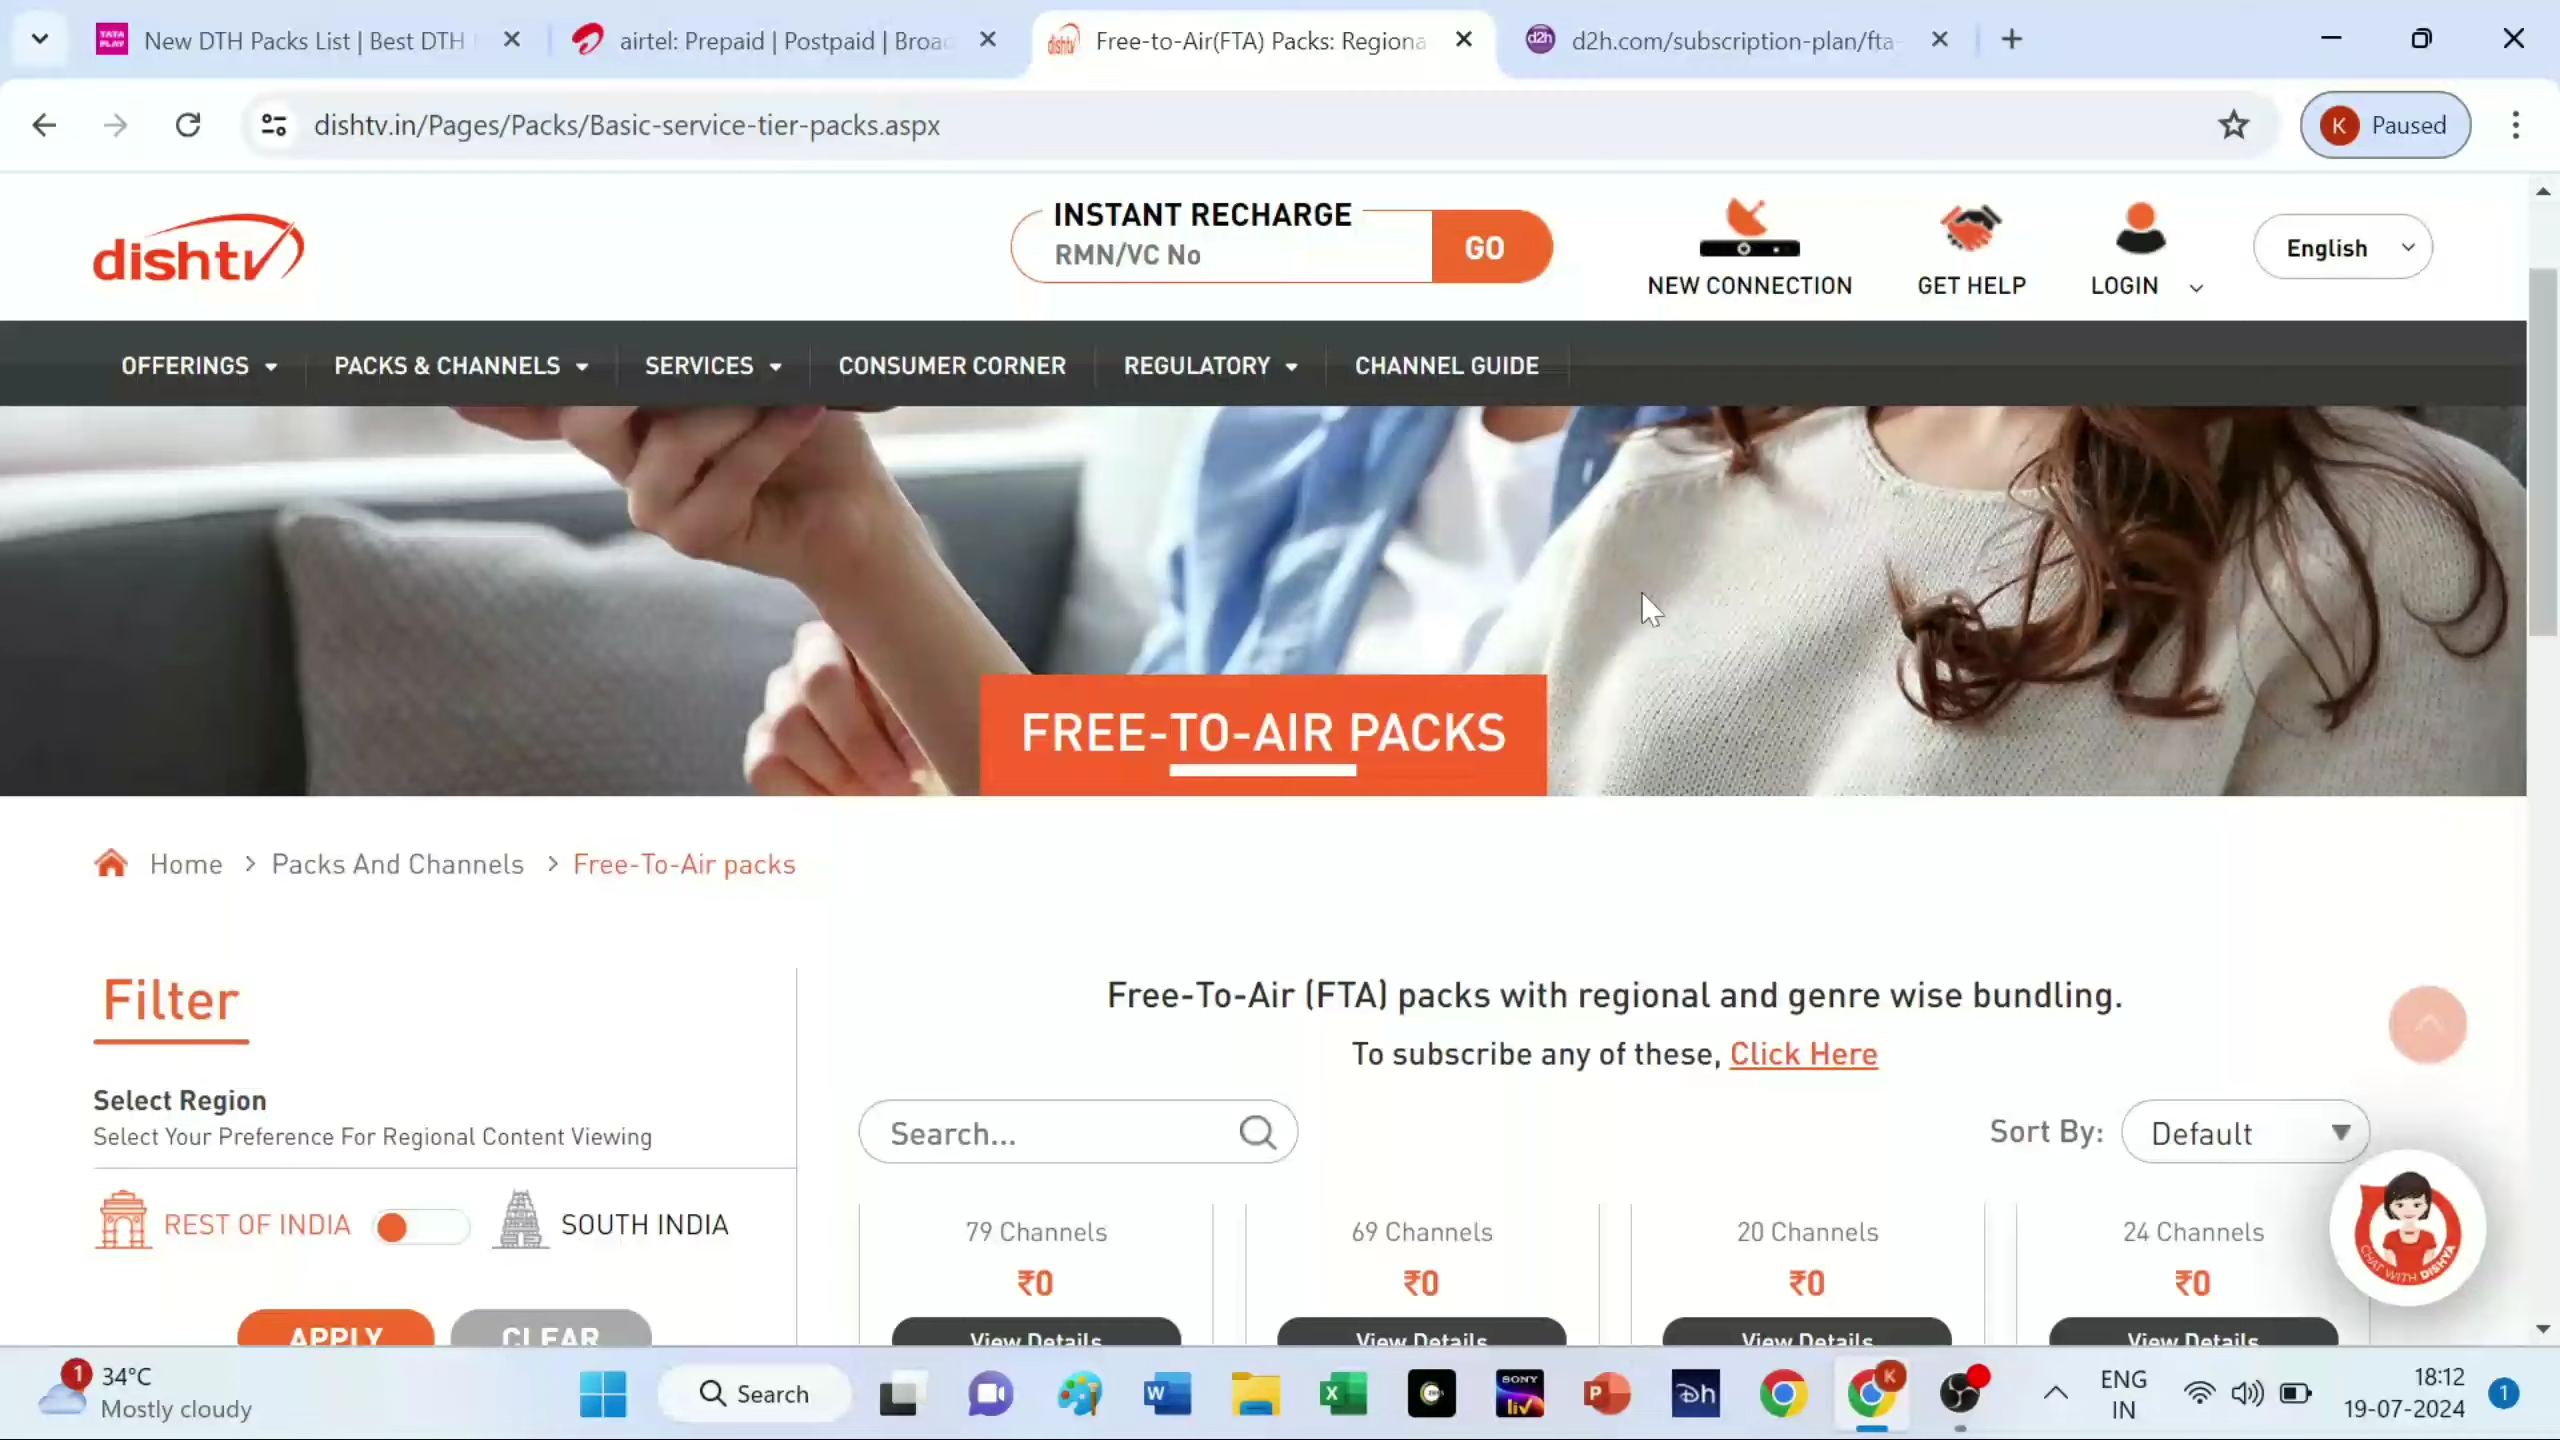 New DTH Packs List | Best DTH
airtel: Prepaid | Postpaid | Broad
Free-to-Air(FTA) Packs: Regiona
d2h.com/subscription-plan/fta-
dishtv.in/Pages/Packs/Basic-service-tier-packs.aspx
K Paused
dishtv
INSTANT RECHARGE
RMN/VC No
GO
NEW CONNECTION
GET HELP
LOGIN
English
OFFERINGS
PACKS & CHANNELS
SERVICES
CONSUMER CORNER
REGULATORY
CHANNEL GUIDE
FREE-TO-AIR PACKS
Home > Packs And Channels > Free-To-Air packs
Filter
Select Region
Select Your Preference For Regional Content Viewing
REST OF INDIA
SOUTH INDIA
APPLY
CLEAR
Free-To-Air (FTA) packs with regional and genre wise bundling.
To subscribe any of these, Click Here
Search...
Sort By:
Default
79 Channels
₹0
View Details
69 Channels
₹0
View Details
20 Channels
₹0
View Details
24 Channels
₹0
View Details
CHAT WITH DISHYA
1
34°C
Mostly cloudy
Search
ENG
IN
18:12
19-07-2024
1